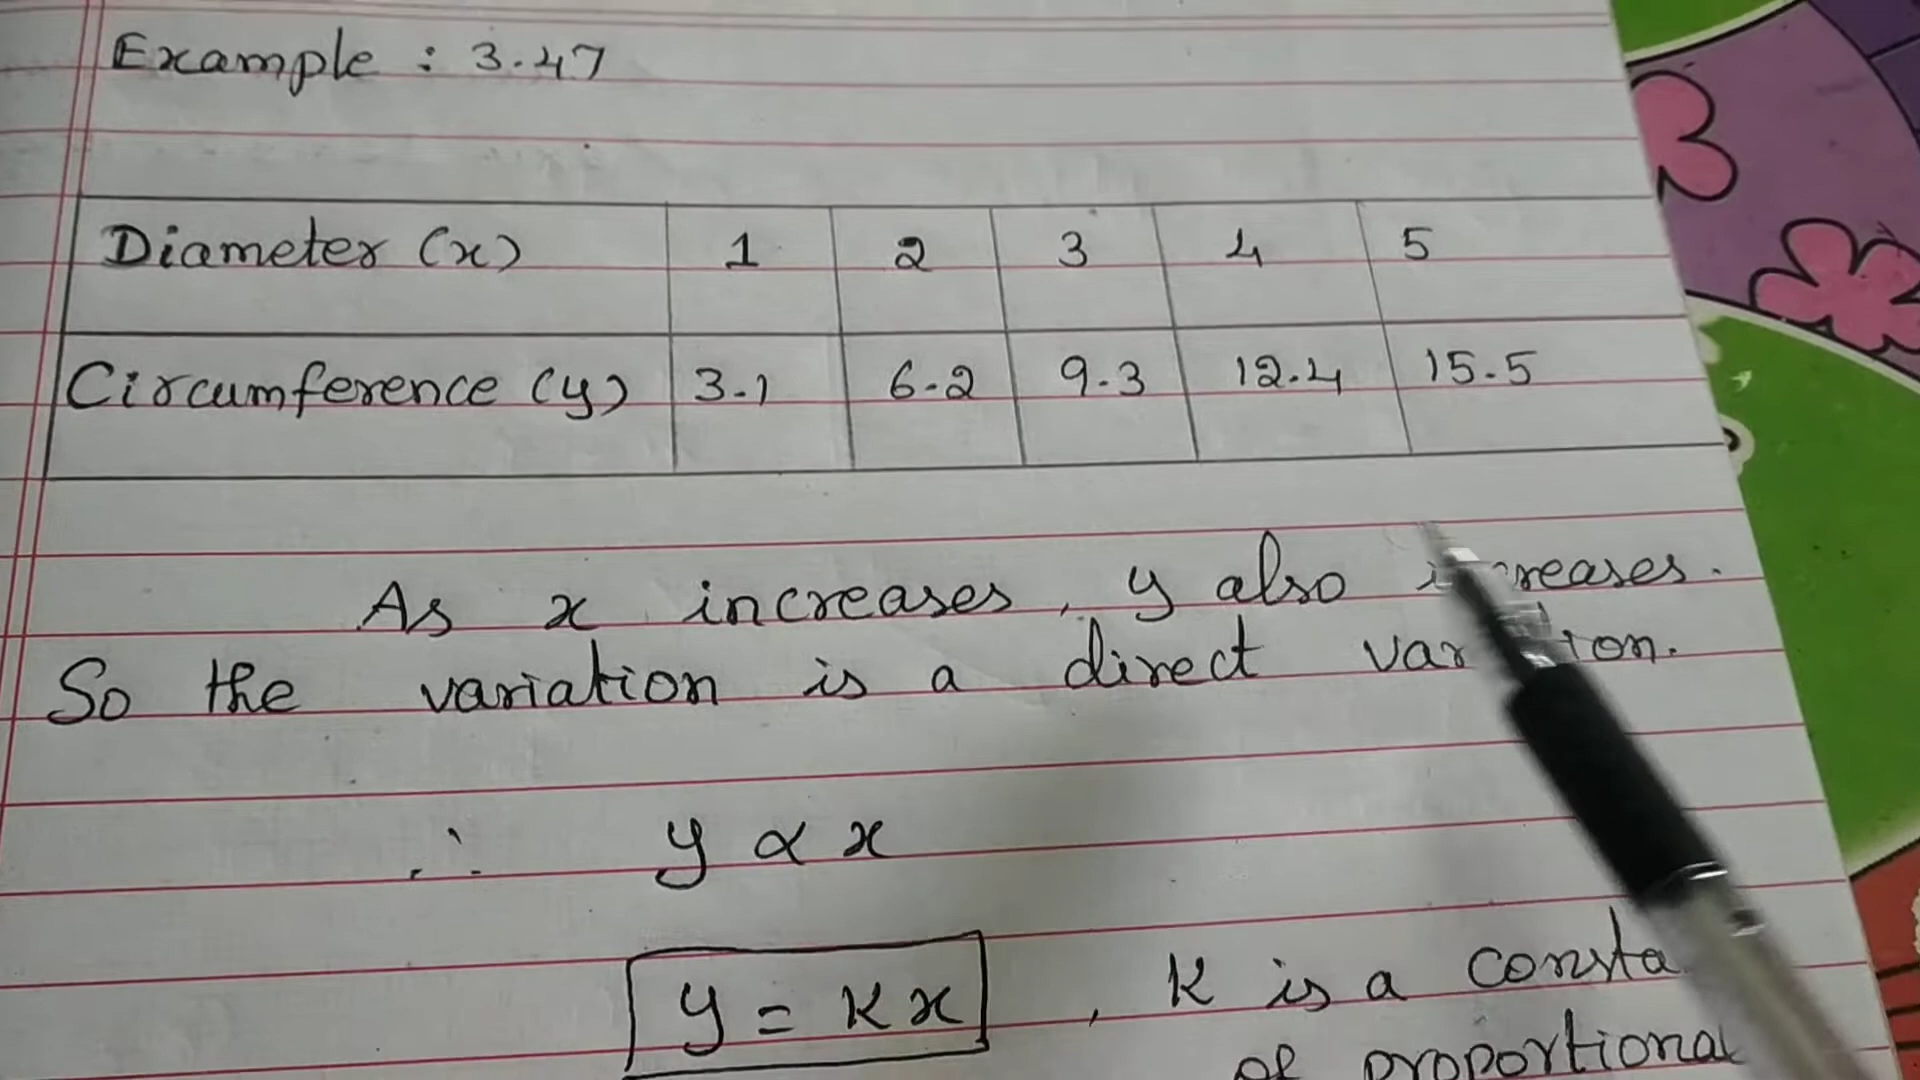 Example : 3.47
Diameter (x) 1 2 3 4 5
Circumference (y) 3.1 6.2 9.3 12.4 15.5
As x increases, y also
So the variation is a direct
∴ y ∝ x
y = Kx , K is a
of